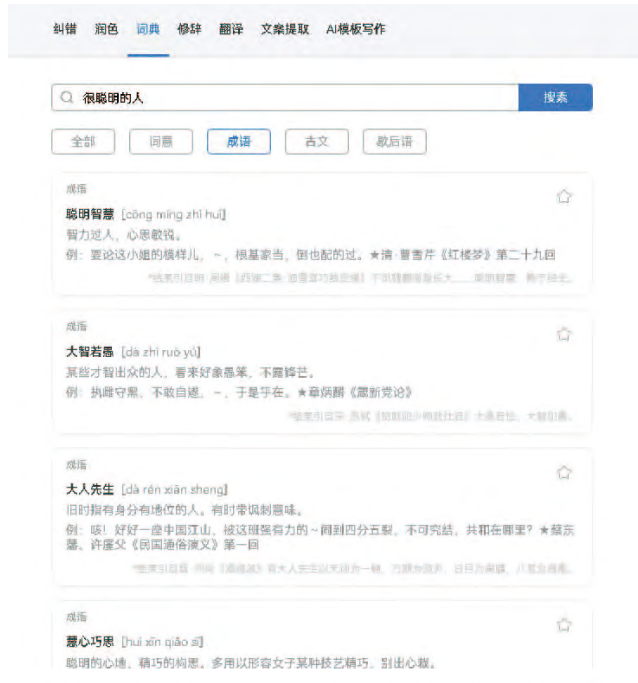 纠错 润色 词典 修辞 翻译 文案提取 AI模板写作
很聪明的人 搜索
全部 词意 成语 古文 歇后语
成语
聪明智慧 [cōng míng zhì huì]
智力过人，心思敏锐。
例：要论这小姐的模样儿，~，根基家当，倒也配的过。★清·曹雪芹《红楼梦》第二十九回
成语
大智若愚 [dà zhì ruò yú]
某些才智出众的人，看来好象愚笨，不露锋芒。
例：执雌守黑，不敢自遂，~，于是乎在。★章炳麟《箴新党论》
成语
大人先生 [dà rén xiān sheng]
旧时指有身分有地位的人。有时带讽刺意味。
例：咳！好好一座中国江山，被这班强有力的~闹到四分五裂，不可究结，共和在哪里？★蔡东
藩、许廑父《民国通俗演义》第一回
成语
慧心巧思 [huì xīn qiǎo sī]
聪明的心地，精巧的构思。多用以形容女子某种技艺精巧，别出心裁。